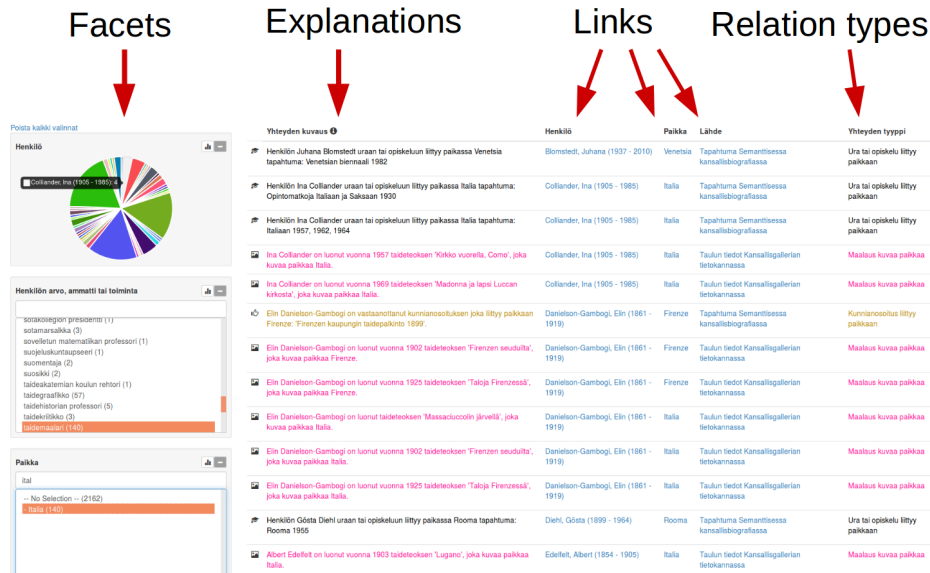 Facets
Explanations
Links
Relation types
Poista kaikki valinnat
Henkilö
Colliander, Ina (1905 - 1985): 4
Henkilön arvo, ammatti tai toiminta
sotakollegion presidentti (1)
sotamarsalkka (3)
sovelletun matematiikan professori (1)
suojeluskuntaupseeri (1)
suomentaja (2)
suosikki (2)
taideakatemian koulun rehtori (1)
taidegraafikko (57)
taidehistorian professori (5)
taidekriitikko (3)
taidemaalari (140)
Paikka
ital
-- No Selection -- (2162)
- Italia (140)
Yhteyden kuvaus
Henkilö
Paikka
Lähde
Yhteyden tyyppi
Henkilön Juhana Blomstedt uraan tai opiskeluun liittyy paikassa Venetsia
tapahtuma: Venetsian biennaali 1982
Blomstedt, Juhana (1937 - 2010)
Venetsia
Tapahtuma Semanttisessa
kansallisbiografiassa
Ura tai opiskelu liittyy
paikkaan
Henkilön Ina Colliander uraan tai opiskeluun liittyy paikassa Italia tapahtuma:
Opintomatkoja Italiaan ja Saksaan 1930
Colliander, Ina (1905 - 1985)
Italia
Tapahtuma Semanttisessa
kansallisbiografiassa
Ura tai opiskelu liittyy
paikkaan
Henkilön Ina Colliander uraan tai opiskeluun liittyy paikassa Italia tapahtuma:
Italiaan 1957, 1962, 1964
Colliander, Ina (1905 - 1985)
Italia
Tapahtuma Semanttisessa
kansallisbiografiassa
Ura tai opiskelu liittyy
paikkaan
Ina Colliander on luonut vuonna 1957 taideteoksen 'Kirkko vuorella, Como', joka
kuvaa paikkaa Italia.
Colliander, Ina (1905 - 1985)
Italia
Taulun tiedot Kansallisgallerian
tietokannassa
Maalaus kuvaa paikkaa
Ina Colliander on luonut vuonna 1969 taideteoksen 'Madonna ja lapsi Luccan
kirkosta', joka kuvaa paikkaa Italia.
Colliander, Ina (1905 - 1985)
Italia
Taulun tiedot Kansallisgallerian
tietokannassa
Maalaus kuvaa paikkaa
Elin Danielson-Gambogi on vastaanottanut kunnianosoituksen joka liittyy paikkaan
Firenze: 'Firenzen kaupungin taidepalkinto 1899'.
Danielson-Gambogi, Elin (1861 -
1919)
Firenze
Tapahtuma Semanttisessa
kansallisbiografiassa
Kunnianosoitus liittyy
paikkaan
Elin Danielson-Gambogi on luonut vuonna 1902 taideteoksen 'Firenzen seudulta',
joka kuvaa paikkaa Firenze.
Danielson-Gambogi, Elin (1861 -
1919)
Firenze
Taulun tiedot Kansallisgallerian
tietokannassa
Maalaus kuvaa paikkaa
Elin Danielson-Gambogi on luonut vuonna 1925 taideteoksen 'Taloja Firenzessä',
joka kuvaa paikkaa Firenze.
Danielson-Gambogi, Elin (1861 -
1919)
Firenze
Taulun tiedot Kansallisgallerian
tietokannassa
Maalaus kuvaa paikkaa
Elin Danielson-Gambogi on luonut taideteoksen 'Massaciuccolin järvellä', joka
kuvaa paikkaa Italia.
Danielson-Gambogi, Elin (1861 -
1919)
Italia
Taulun tiedot Kansallisgallerian
tietokannassa
Maalaus kuvaa paikkaa
Elin Danielson-Gambogi on luonut vuonna 1902 taideteoksen 'Firenzen seudulta',
joka kuvaa paikkaa Italia.
Danielson-Gambogi, Elin (1861 -
1919)
Italia
Taulun tiedot Kansallisgallerian
tietokannassa
Maalaus kuvaa paikkaa
Elin Danielson-Gambogi on luonut vuonna 1925 taideteoksen 'Taloja Firenzessä',
joka kuvaa paikkaa Italia.
Danielson-Gambogi, Elin (1861 -
1919)
Italia
Taulun tiedot Kansallisgallerian
tietokannassa
Maalaus kuvaa paikkaa
Henkilön Gösta Diehl uraan tai opiskeluun liittyy paikassa Rooma tapahtuma:
Rooma 1955
Diehl, Gösta (1899 - 1964)
Rooma
Tapahtuma Semanttisessa
kansallisbiografiassa
Ura tai opiskelu liittyy
paikkaan
Albert Edelfelt on luonut vuonna 1903 taideteoksen 'Lugano', joka kuvaa paikkaa
Italia.
Edelfelt, Albert (1854 - 1905)
Italia
Taulun tiedot Kansallisgallerian
tietokannassa
Maalaus kuvaa paikkaa